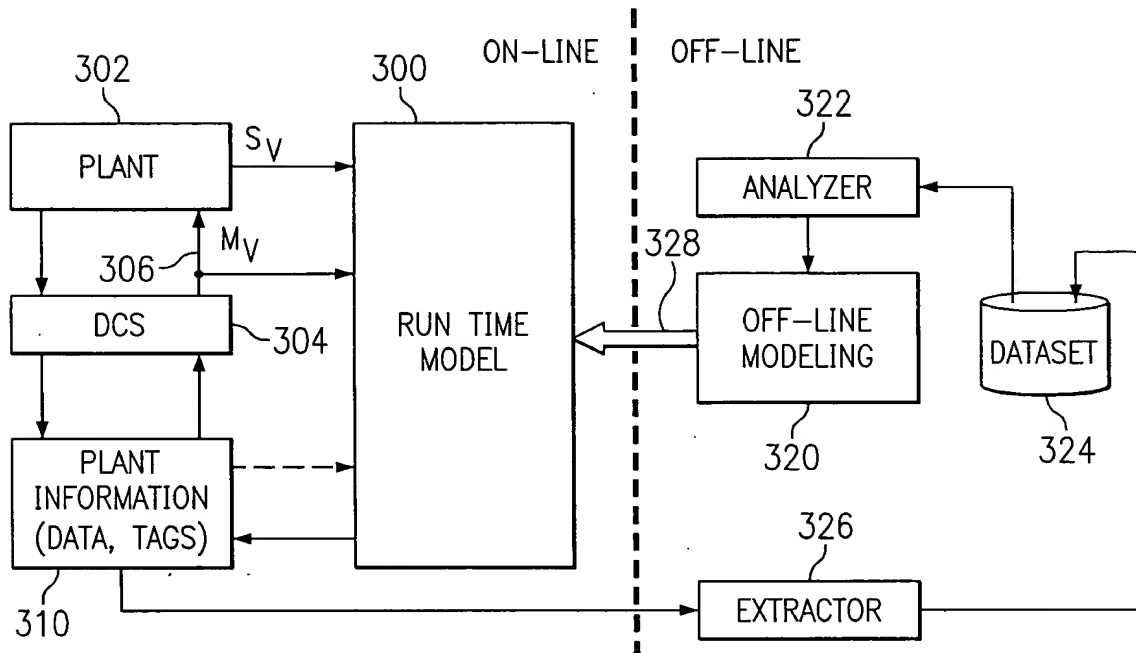 ON-LINE
OFF-LINE
302
300
322
PLANT
S_V
ANALYZER
306
M_V
328
DCS
304
RUN TIME
MODEL
OFF-LINE
MODELING
DATASET
320
324
PLANT
INFORMATION
(DATA, TAGS)
310
326
EXTRACTOR